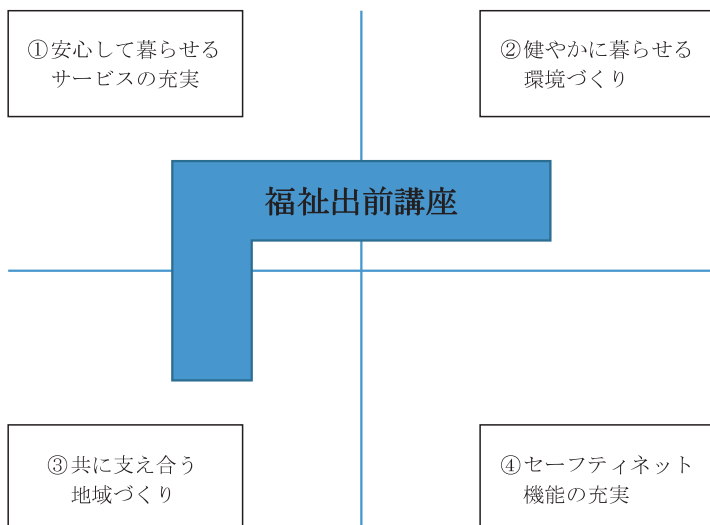 ①安心して暮らせる
サービスの充実
②健やかに暮らせる
環境づくり
福祉出前講座
③共に支え合う
地域づくり
④セーフティネット
機能の充実